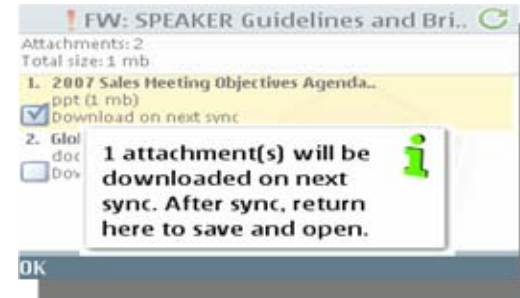 ! FW: SPEAKER Guidelines and Bri..
Attachments: 2
Total size: 1 mb
1. 2007 Sales Meeting Objectives Agenda..
ppt (1 mb)
Download on next sync
2. Glol
doc
Dov
1 attachment(s) will be
downloaded on next
sync. After sync, return
here to save and open.
OK